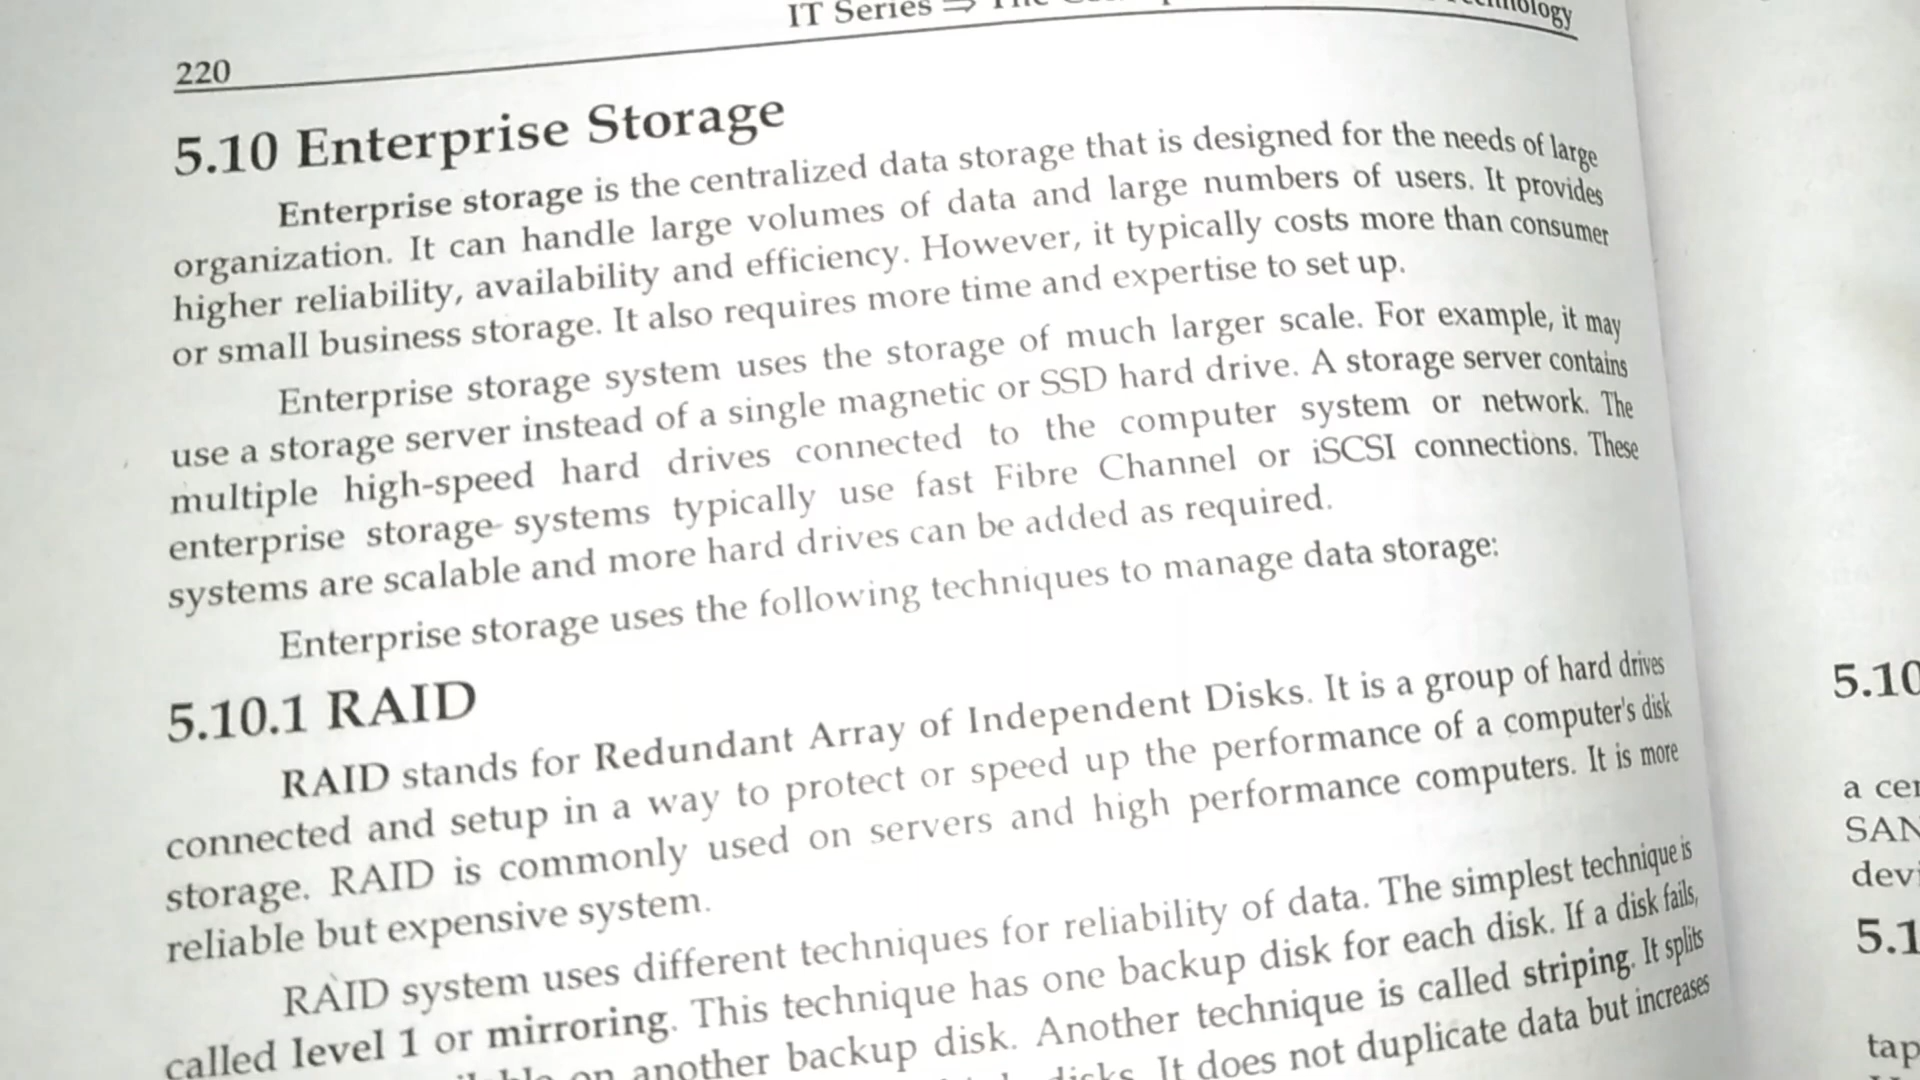 IT Series ⇒ The
220
5.10 Enterprise Storage
Enterprise storage is the centralized data storage that is designed for the needs of large
organization. It can handle large volumes of data and large numbers of users. It provides
higher reliability, availability and efficiency. However, it typically costs more than consumer
or small business storage. It also requires more time and expertise to set up.
Enterprise storage system uses the storage of much larger scale. For example, it may
use a storage server instead of a single magnetic or SSD hard drive. A storage server contains
multiple high-speed hard drives connected to the computer system or network. The
enterprise storage systems typically use fast Fibre Channel or iSCSI connections. These
systems are scalable and more hard drives can be added as required.
Enterprise storage uses the following techniques to manage data storage:
5.10.1 RAID
RAID stands for Redundant Array of Independent Disks. It is a group of hard drives
connected and setup in a way to protect or speed up the performance of a computer's disk
storage. RAID is commonly used on servers and high performance computers. It is more
reliable but expensive system.
RAID system uses different techniques for reliability of data. The simplest technique is
called level 1 or mirroring. This technique has one backup disk for each disk. If a disk fails,
on another backup disk. Another technique is called striping. It splits
disks. It does not duplicate data but increases
5.10
a cen
SAN
devi
5.1
tap